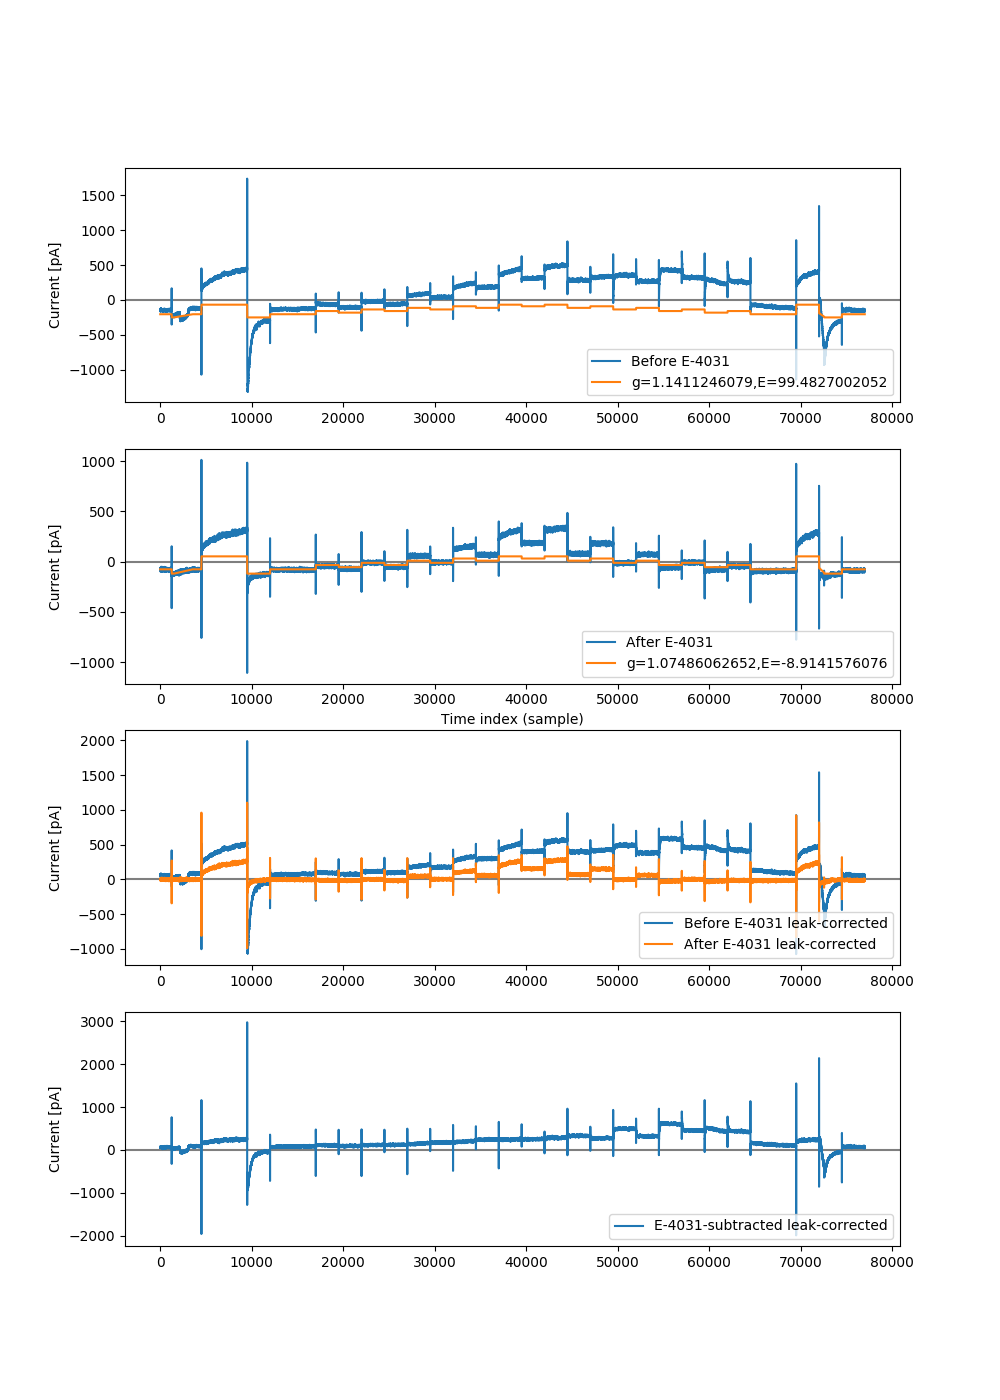 1500
1000
500
0
−500
−1000
Current [pA]
Before E-4031
g=1.1411246079,E=99.4827002052
0 10000 20000 30000 40000 50000 60000 70000 80000
1000
500
0
−500
−1000
Current [pA]
After E-4031
g=1.07486062652,E=-8.9141576076
0 10000 20000 30000 40000 50000 60000 70000 80000
Time index (sample)
2000
1500
1000
500
0
−500
−1000
Current [pA]
Before E-4031 leak-corrected
After E-4031 leak-corrected
0 10000 20000 30000 40000 50000 60000 70000 80000
3000
2000
1000
0
−1000
−2000
Current [pA]
E-4031-subtracted leak-corrected
0 10000 20000 30000 40000 50000 60000 70000 80000